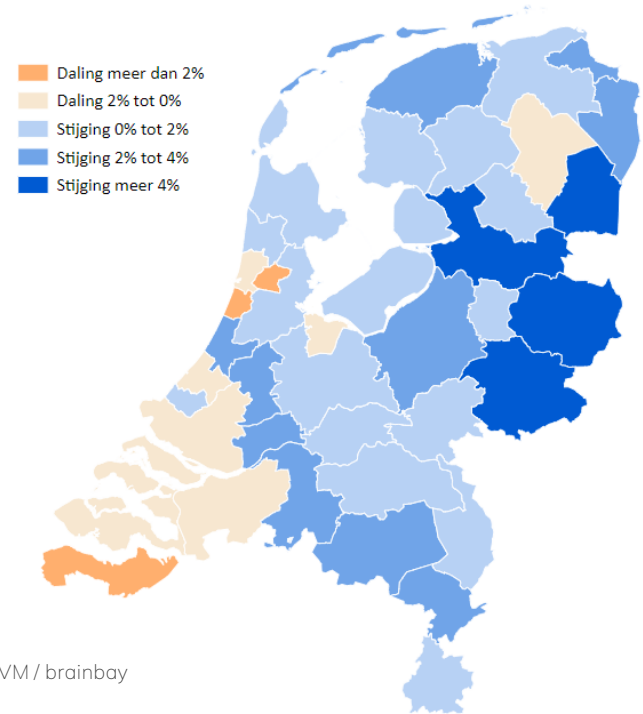 Daling meer dan 2%
Daling 2% tot 0%
Stijging 0% tot 2%
Stijging 2% tot 4%
Stijging meer 4%
VM / brainbay